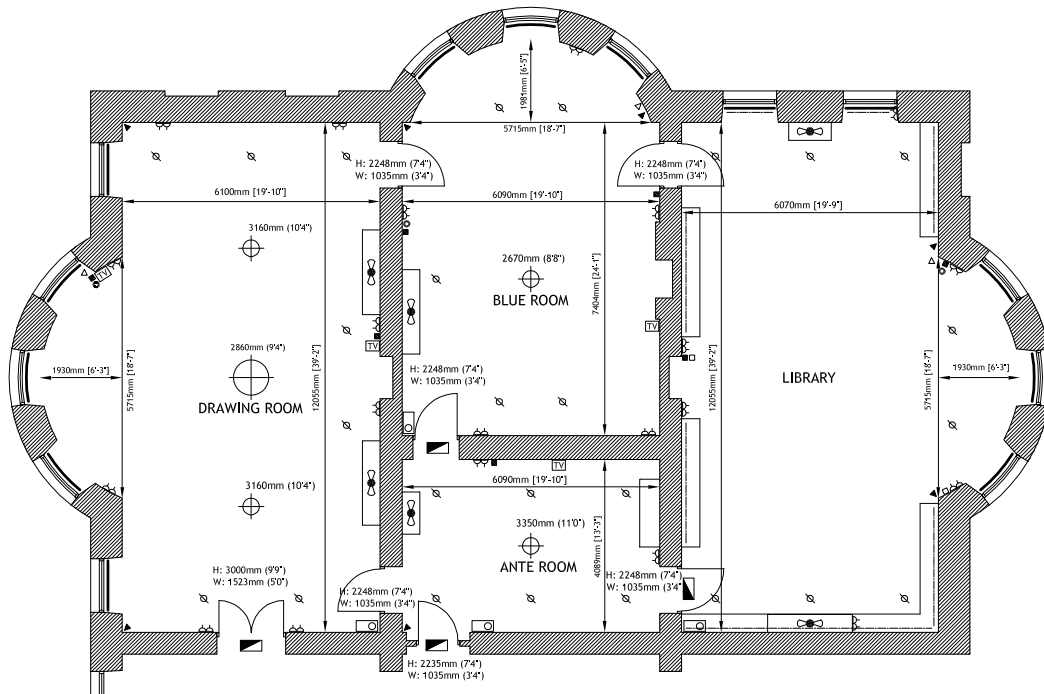 1981mm [6'-5"]
5715mm [18'-7"]
H: 2248mm (7'4")
W: 1035mm (3'4")
H: 2248mm (7'4")
W: 1035mm (3'4")
6100mm [19'-10"]
6090mm [19'-10"]
6070mm [19'-9"]
3160mm (10'4")
2670mm (8'8")
BLUE ROOM
7404mm [24'-1"]
TV
TV
TV
2860mm (9'4")
DRAWING ROOM
1930mm [6'-3"]
5715mm [18'-7"]
12055mm [39'-2"]
H: 2248mm (7'4")
W: 1035mm (3'4")
LIBRARY
12055mm [39'-2"]
5715mm [18'-7"]
1930mm [6'-3"]
TV
6090mm [19'-10"]
3160mm (10'4")
3350mm (11'0")
ANTE ROOM
4089mm [13'-3"]
H: 3000mm (9'9")
W: 1523mm (5'0")
H: 2248mm (7'4")
W: 1035mm (3'4")
H: 2248mm (7'4")
W: 1035mm (3'4")
H: 2235mm (7'4")
W: 1035mm (3'4")